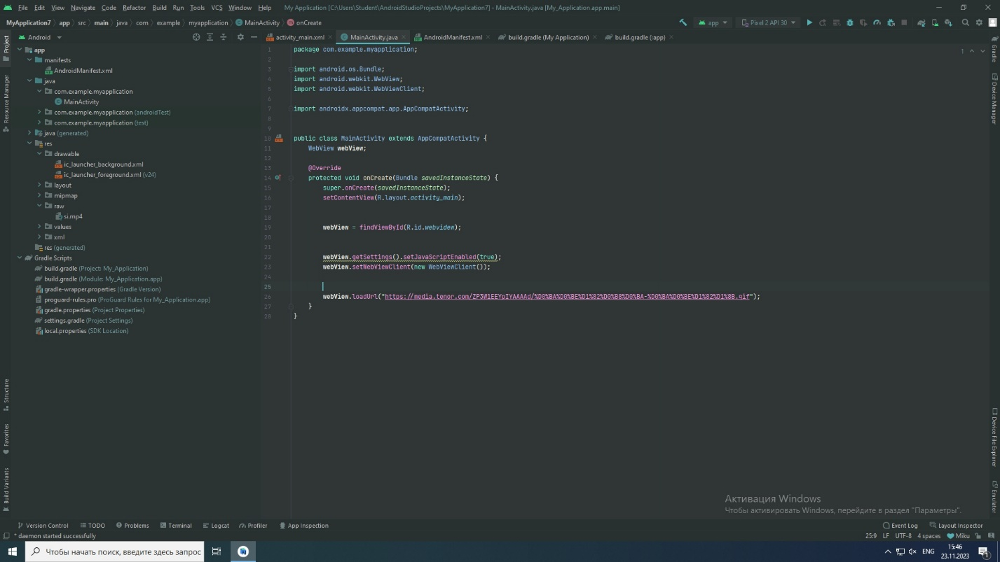 File Edit View Navigate Code Refactor Build Run Tools VCS Window Help My Application [C:\Users\Student\AndroidStudioProjects\MyApplication7] - MainActivity.java [My_Application.app.main]
MyApplication7 app src main java com example myapplication MainActivity onCreate app Pixel 2 API 30
Project
Resource Manager
Structure
Favorites
Build Variants
Android
app
manifests
AndroidManifest.xml
java
com.example.myapplication
MainActivity
com.example.myapplication (androidTest)
com.example.myapplication (test)
java (generated)
res
drawable
ic_launcher_background.xml
ic_launcher_foreground.xml (v24)
layout
mipmap
raw
si.mp4
values
xml
res (generated)
Gradle Scripts
build.gradle (Project: My_Application)
build.gradle (Module: My_Application.app)
gradle-wrapper.properties (Gradle Version)
proguard-rules.pro (ProGuard Rules for My_Application.app)
gradle.properties (Project Properties)
settings.gradle (Project Settings)
local.properties (SDK Location)
activity_main.xml MainActivity.java AndroidManifest.xml build.gradle (My Application) build.gradle (:app)
1
1 package com.example.myapplication;
2
3 import android.os.Bundle;
4 import android.webkit.WebView;
5 import android.webkit.WebViewClient;
6
7 import androidx.appcompat.app.AppCompatActivity;
8
9
10 public class MainActivity extends AppCompatActivity {
11 WebView webView;
12
13 @Override
14 protected void onCreate(Bundle savedInstanceState) {
15 super.onCreate(savedInstanceState);
16 setContentView(R.layout.activity_main);
17
18
19 webView = findViewById(R.id.webvidew);
20
21
22 webView.getSettings().setJavaScriptEnabled(true);
23 webView.setWebViewClient(new WebViewClient());
24
25
26 webView.loadUrl("https://media.tenor.com/ZP3W1EEYpIYAAAAd/%D0%BA%D0%BE%D1%82%D0%B8%D0%BA-%D0%BA%D0%BE%D1%82%D1%8B.gif");
27 }
28 }
Gradle
Device Manager
Device File Explorer
Emulator
Активация Windows
Чтобы активировать Windows, перейдите в раздел "Параметры".
Version Control TODO Problems Terminal Logcat Profiler App Inspection Event Log Layout Inspector
* daemon started successfully 25:9 LF UTF-8 4 spaces Miku
Чтобы начать поиск, введите здесь запрос
ENG 15:46
23.11.2023
1